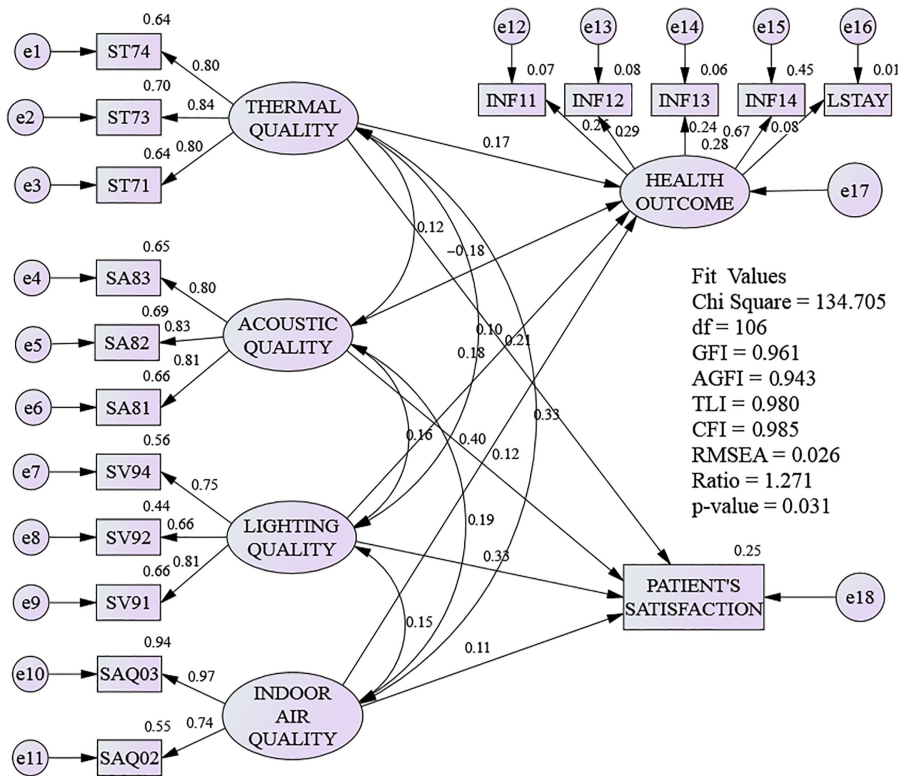 e12
e13
e14
e15
e16
0.07
0.08
0.06
0.45
0.01
INF11
INF12
INF13
INF14
LSTAY
0.29
0.24
0.67
0.08
0.28
HEALTH
OUTCOME
e17
0.64
e1
ST74
0.80
0.70
e2
ST73
0.84
0.64
0.80
e3
ST71
THERMAL
QUALITY
0.17
0.12
−0.18
0.65
e4
SA83
0.80
0.69
0.83
e5
SA82
0.81
0.66
e6
SA81
ACOUSTIC
QUALITY
0.10
0.21
0.18
0.33
0.16
0.40
0.12
0.56
e7
SV94
0.75
0.44
0.66
e8
SV92
0.66
0.81
e9
SV91
LIGHTING
QUALITY
0.19
0.33
0.15
0.11
0.94
e10
SAQ03
0.97
0.55
0.74
e11
SAQ02
INDOOR
AIR
QUALITY
Fit Values
Chi Square = 134.705
df = 106
GFI = 0.961
AGFI = 0.943
TLI = 0.980
CFI = 0.985
RMSEA = 0.026
Ratio = 1.271
p-value = 0.031
0.25
PATIENT'S
SATISFACTION
e18